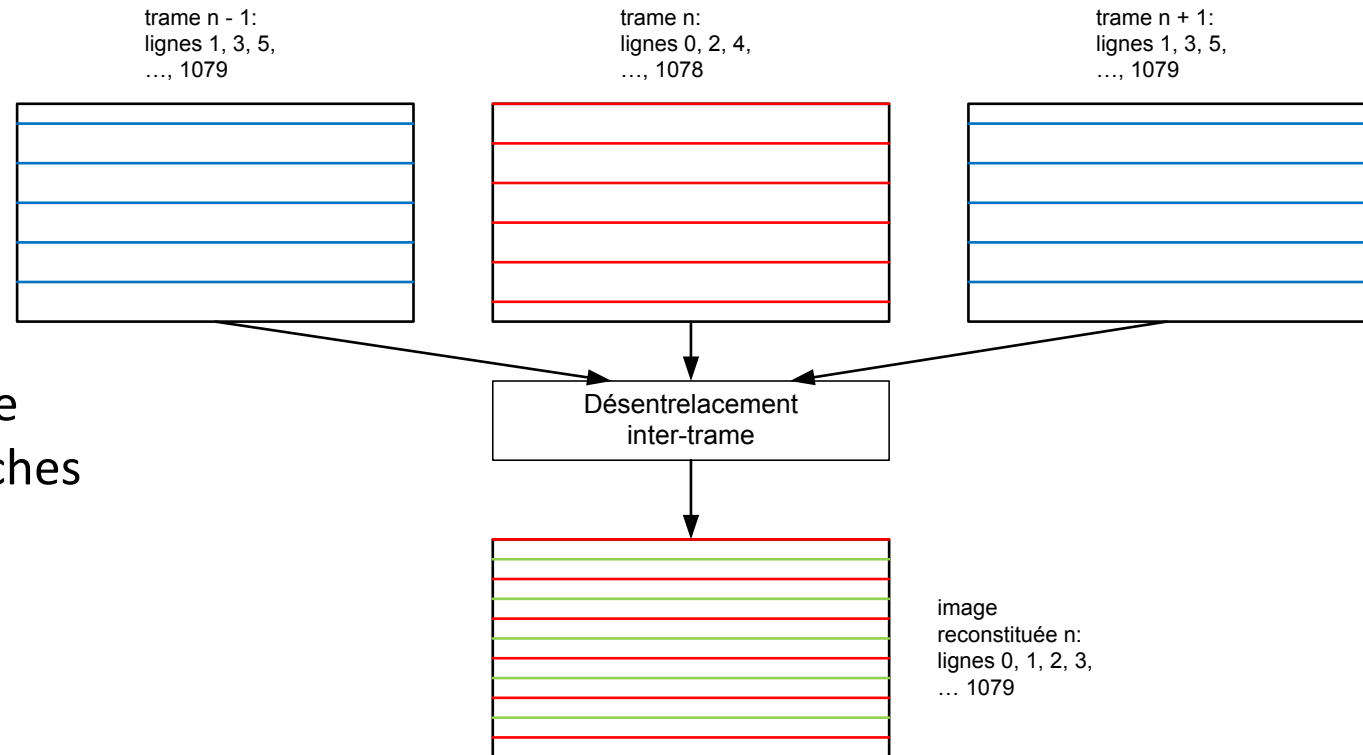 trame n - 1:
lignes 1, 3, 5,
…, 1079
trame n:
lignes 0, 2, 4,
…, 1078
trame n + 1:
lignes 1, 3, 5,
…, 1079
e
ches
Désentrelacement
inter-trame
image
reconstituée n:
lignes 0, 1, 2, 3,
… 1079